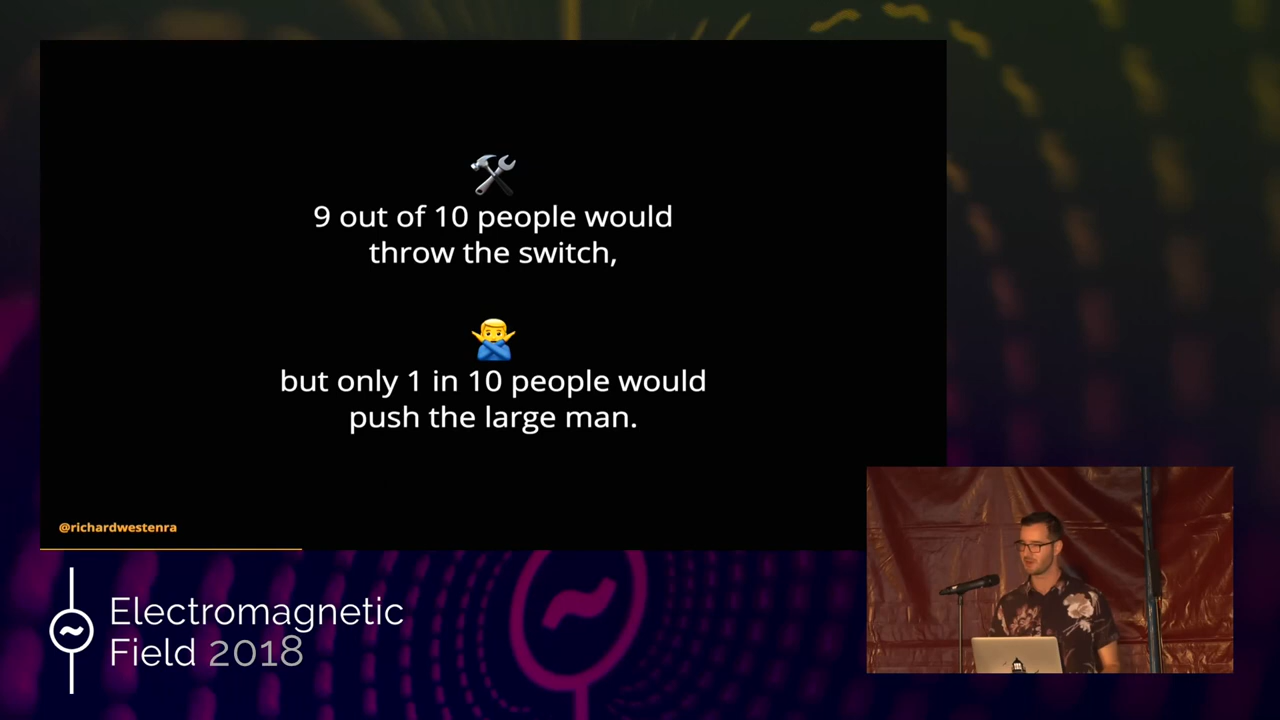 9 out of 10 people would
throw the switch,
but only 1 in 10 people would
push the large man.
@richardwestenra
Electromagnetic
Field 2018